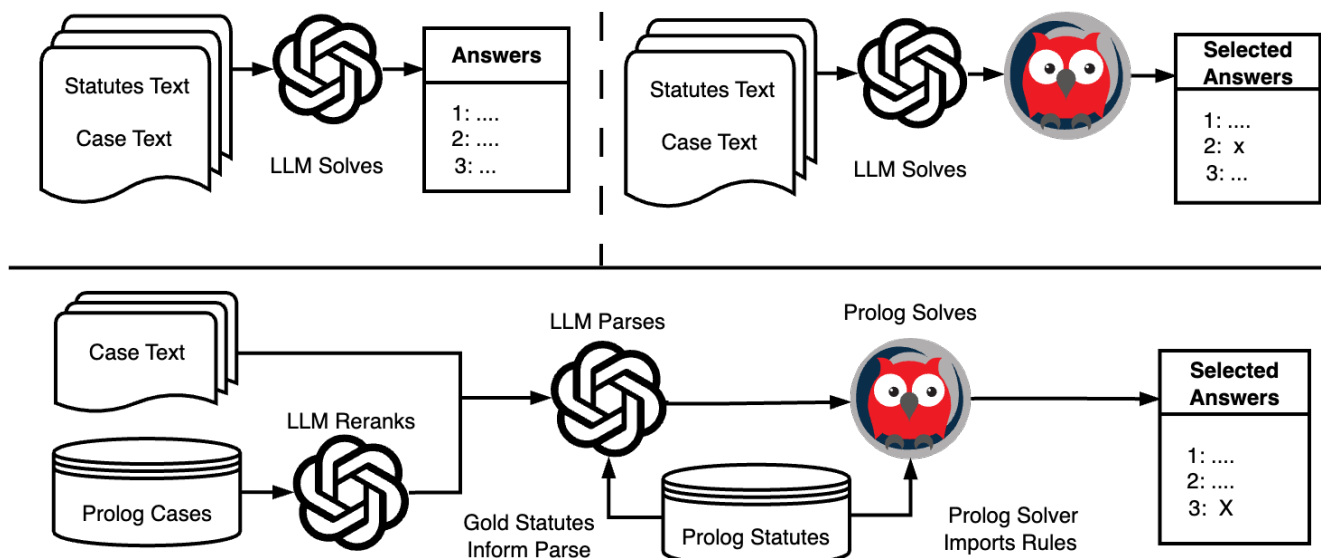 Statutes Text
Case Text
LLM Solves
Answers
1: ....
2: ....
3: ...
Statutes Text
Case Text
LLM Solves
Selected
Answers
1: ....
2: x
3: ...
Case Text
Prolog Cases
LLM Reranks
LLM Parses
Gold Statutes
Inform Parse
Prolog Statutes
Prolog Solves
Prolog Solver
Imports Rules
Selected
Answers
1: ....
2: ....
3: X